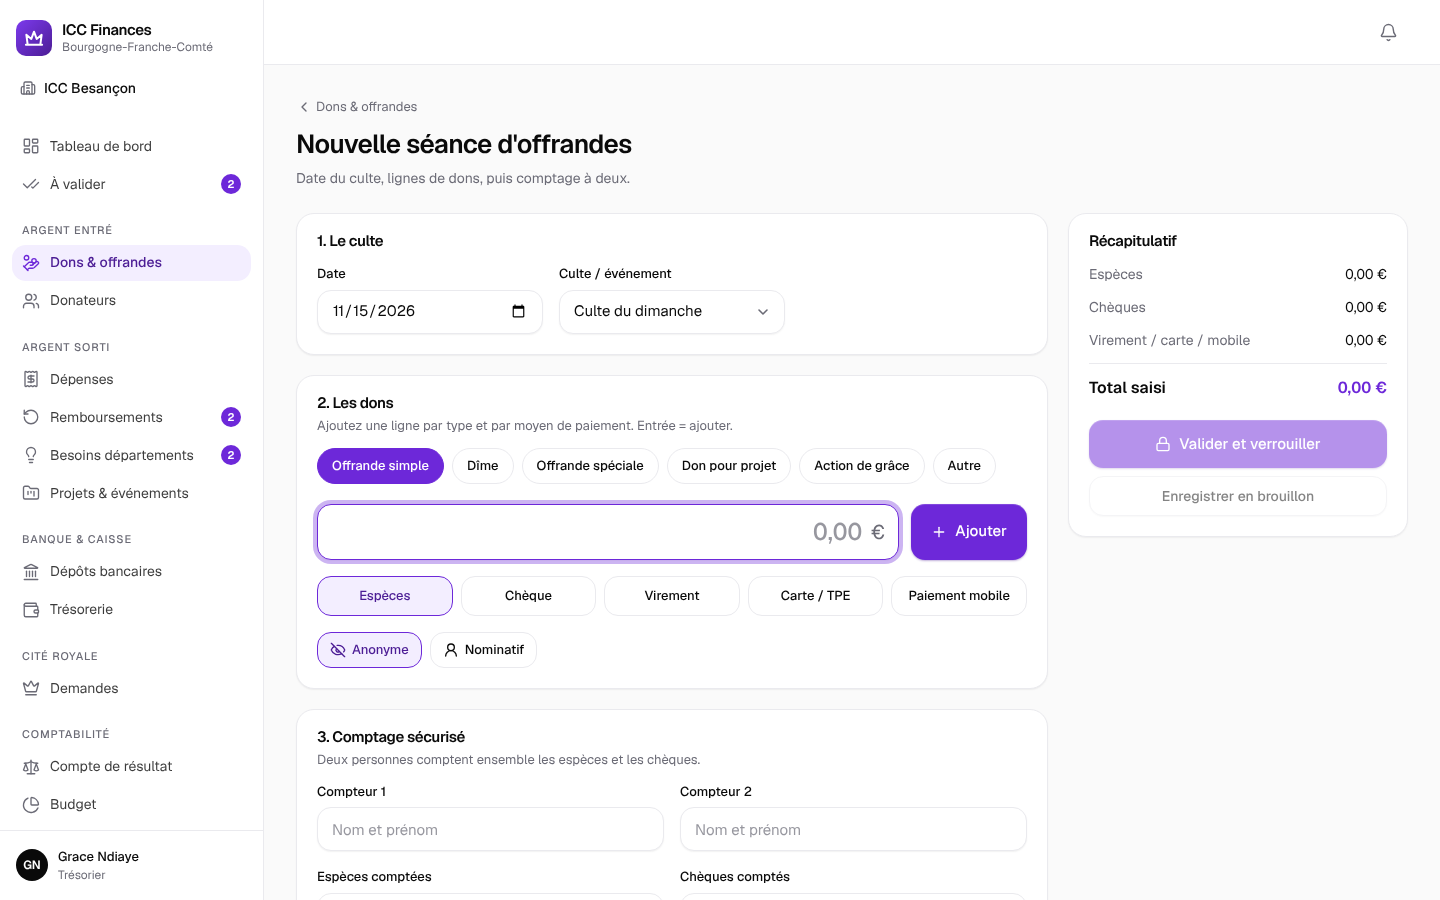 ICC Finances
Bourgogne-Franche-Comté
ICC Besançon
Tableau de bord
À valider 2
ARGENT ENTRÉ
Dons & offrandes
Donateurs
ARGENT SORTI
Dépenses
Remboursements 2
Besoins départements 2
Projets & événements
BANQUE & CAISSE
Dépôts bancaires
Trésorerie
CITÉ ROYALE
Demandes
COMPTABILITÉ
Compte de résultat
Budget
GN
Grace Ndiaye
Trésorier
Dons & offrandes
Nouvelle séance d'offrandes
Date du culte, lignes de dons, puis comptage à deux.
1. Le culte
Date Culte / événement
11/15/2026 Culte du dimanche
2. Les dons
Ajoutez une ligne par type et par moyen de paiement. Entrée = ajouter.
Offrande simple Dîme Offrande spéciale Don pour projet Action de grâce Autre
0,00 € + Ajouter
Espèces Chèque Virement Carte / TPE Paiement mobile
Anonyme Nominatif
3. Comptage sécurisé
Deux personnes comptent ensemble les espèces et les chèques.
Compteur 1 Compteur 2
Nom et prénom Nom et prénom
Espèces comptées Chèques comptés
Récapitulatif
Espèces 0,00 €
Chèques 0,00 €
Virement / carte / mobile 0,00 €
Total saisi 0,00 €
Valider et verrouiller
Enregistrer en brouillon